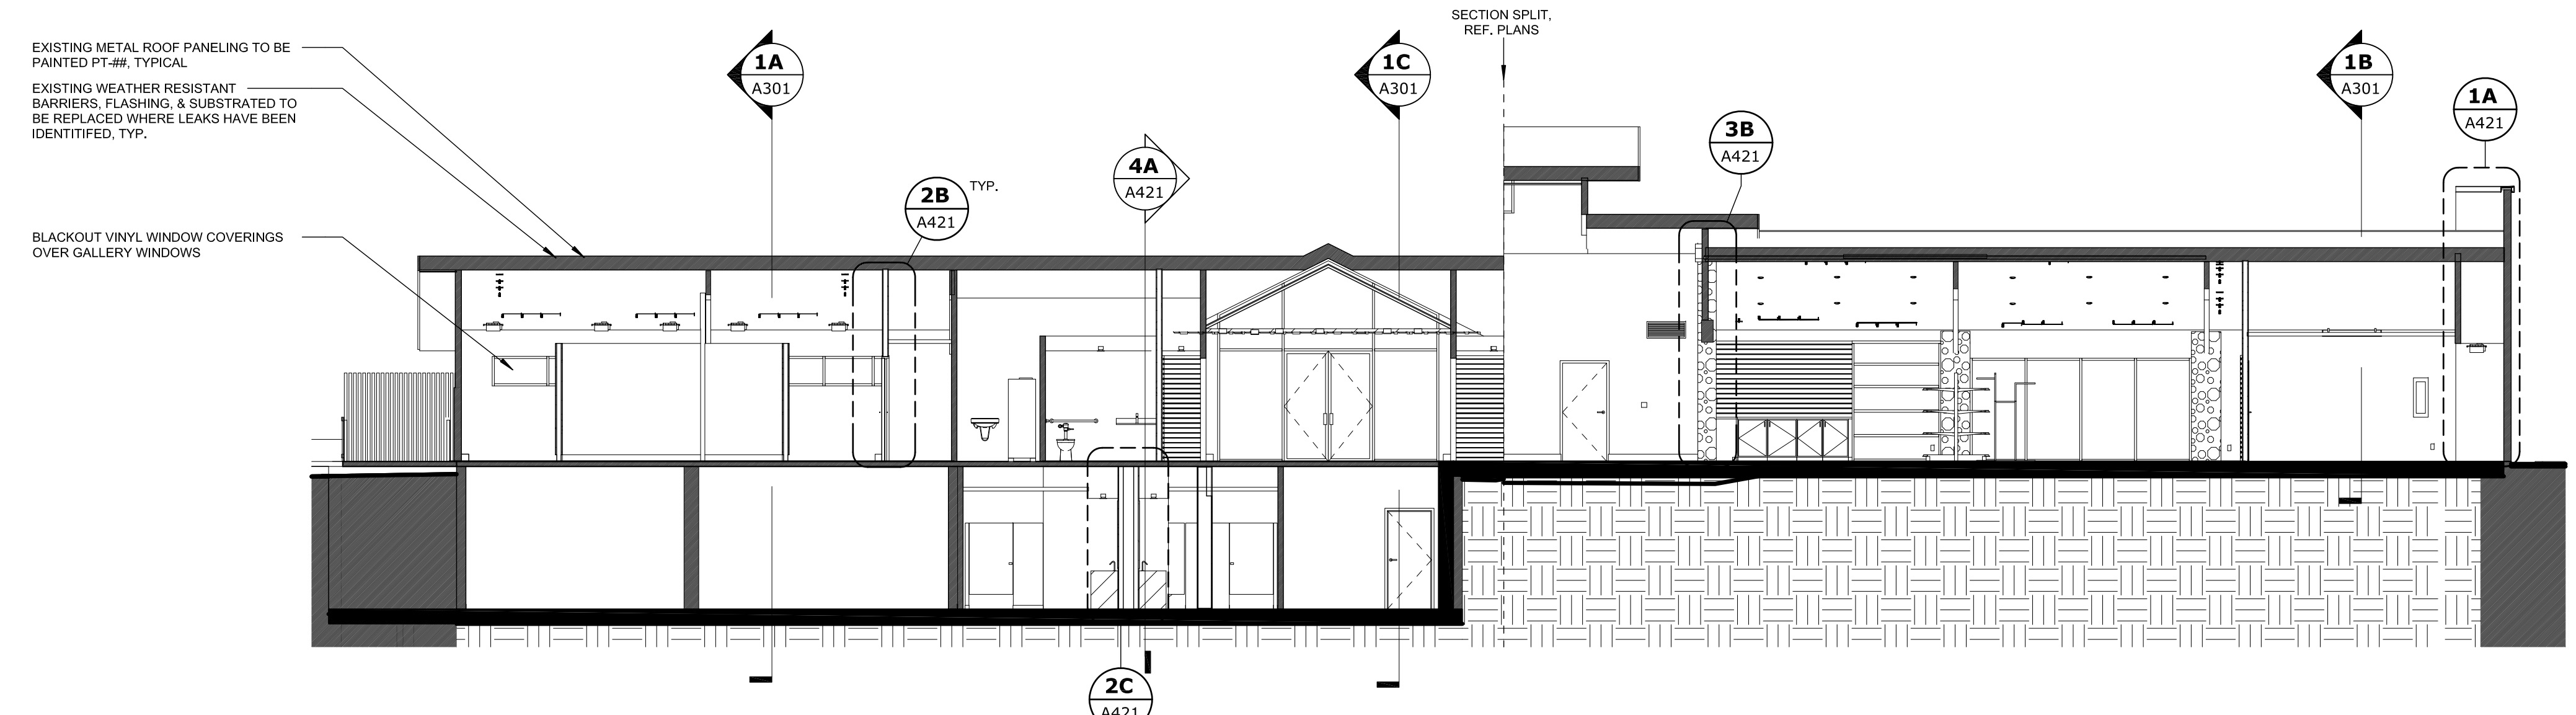 SECTION SPLIT,
REF. PLANS
EXISTING METAL ROOF PANELING TO BE
PAINTED PT-##, TYPICAL
EXISTING WEATHER RESISTANT
BARRIERS, FLASHING, & SUBSTRATED TO
BE REPLACED WHERE LEAKS HAVE BEEN
IDENTITIFED, TYP.
BLACKOUT VINYL WINDOW COVERINGS
OVER GALLERY WINDOWS
1A
A301
1C
A301
1B
A301
1A
A421
3B
A421
4A
A421
2B
A421
TYP.
2C
A421